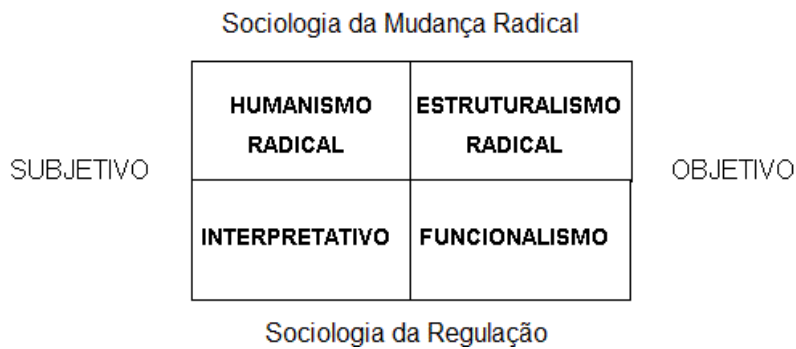 Sociologia da Mudança Radical
HUMANISMO
RADICAL
ESTRUTURALISMO
RADICAL
SUBJETIVO
OBJETIVO
INTERPRETATIVO
FUNCIONALISMO
Sociologia da Regulação